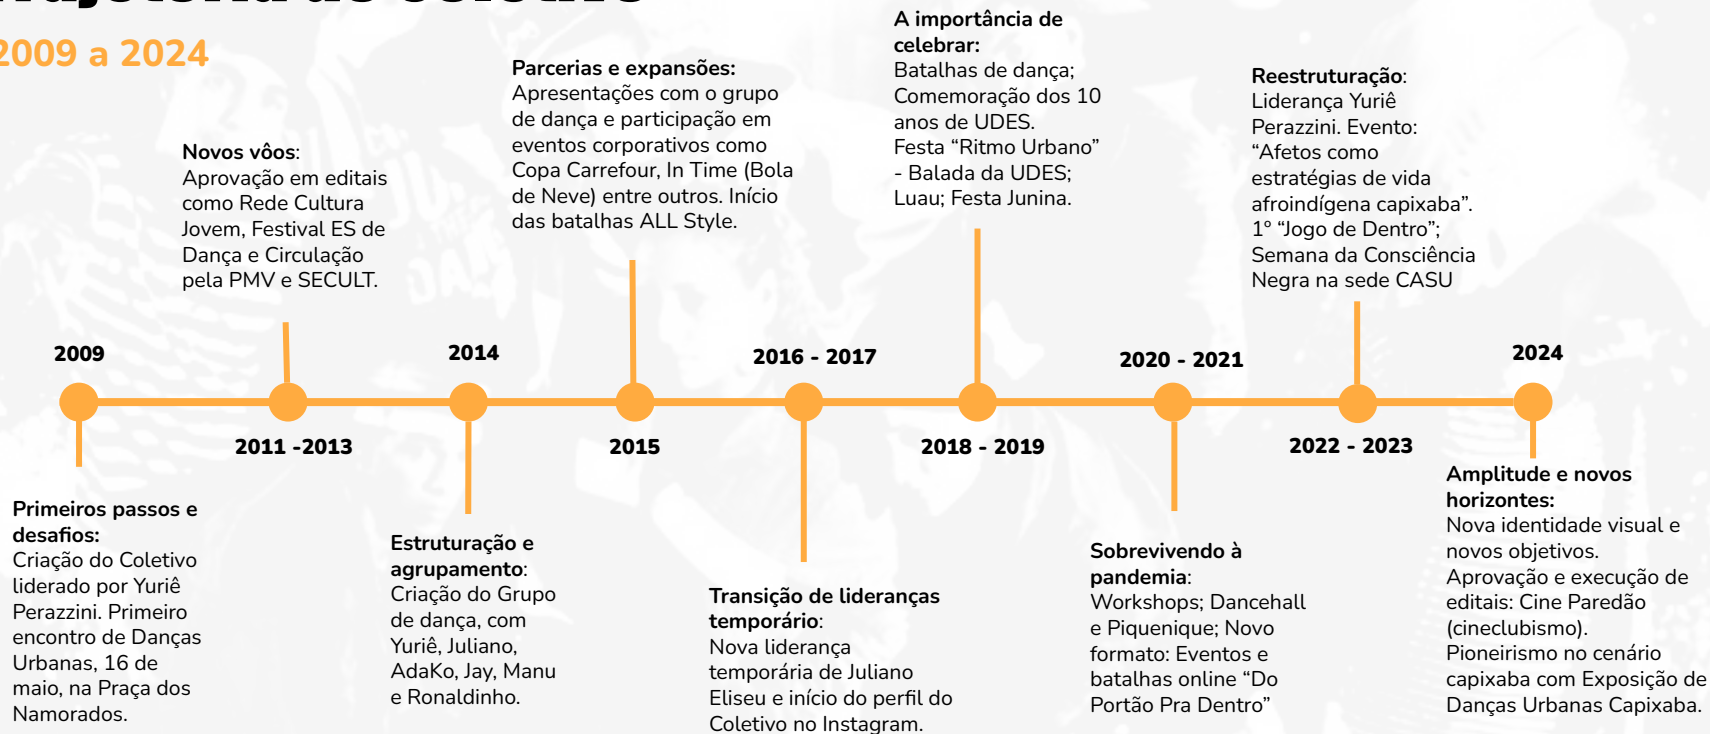 Trajetória do coletivo
2009 a 2024
2009
Primeiros passos e
desafios:
Criação do Coletivo
liderado por Yuriê
Perazzini. Primeiro
encontro de Danças
Urbanas, 16 de
maio, na Praça dos
Namorados.
Novos vôos:
Aprovação em editais
como Rede Cultura
Jovem, Festival ES de
Dança e Circulação
pela PMV e SECULT.
2011 -2013
2014
Estruturação e
agrupamento:
Criação do Grupo
de dança, com
Yuriê, Juliano,
AdaKo, Jay, Manu
e Ronaldinho.
Parcerias e expansões:
Apresentações com o grupo
de dança e participação em
eventos corporativos como
Copa Carrefour, In Time (Bola
de Neve) entre outros. Início
das batalhas ALL Style.
2015
2016 - 2017
Transição de lideranças
temporário:
Nova liderança
temporária de Juliano
Eliseu e início do perfil do
Coletivo no Instagram.
A importância de
celebrar:
Batalhas de dança;
Comemoração dos 10
anos de UDES.
Festa “Ritmo Urbano”
- Balada da UDES;
Luau; Festa Junina.
2018 - 2019
2020 - 2021
Sobrevivendo à
pandemia:
Workshops; Dancehall
e Piquenique; Novo
formato: Eventos e
batalhas online “Do
Portão Pra Dentro”
Reestruturação:
Liderança Yuriê
Perazzini. Evento:
“Afetos como
estratégias de vida
afroindígena capixaba”.
1º “Jogo de Dentro”;
Semana da Consciência
Negra na sede CASU
2022 - 2023
2024
Amplitude e novos
horizontes:
Nova identidade visual e
novos objetivos.
Aprovação e execução de
editais: Cine Paredão
(cineclubismo).
Pioneirismo no cenário
capixaba com Exposição de
Danças Urbanas Capixaba.